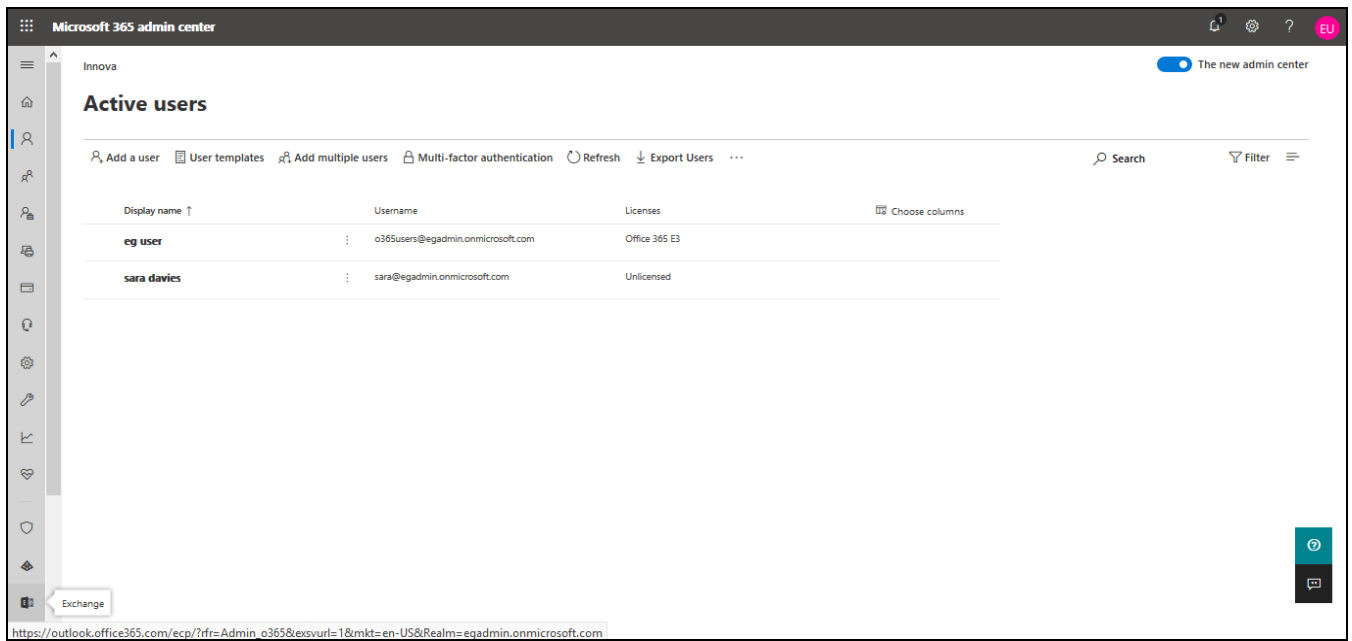 Microsoft 365 admin center
1
?
EU
Innova
The new admin center
Active users
Add a user User templates Add multiple users Multi-factor authentication Refresh Export Users ... Search Filter
Display name ↑ Username Licenses Choose columns
eg user o365users@egadmin.onmicrosoft.com Office 365 E3
sara davies sara@egadmin.onmicrosoft.com Unlicensed
Exchange
https://outlook.office365.com/ecp/?rfr=Admin_o365&exsvurl=1&mkt=en-US&Realm=egadmin.onmicrosoft.com